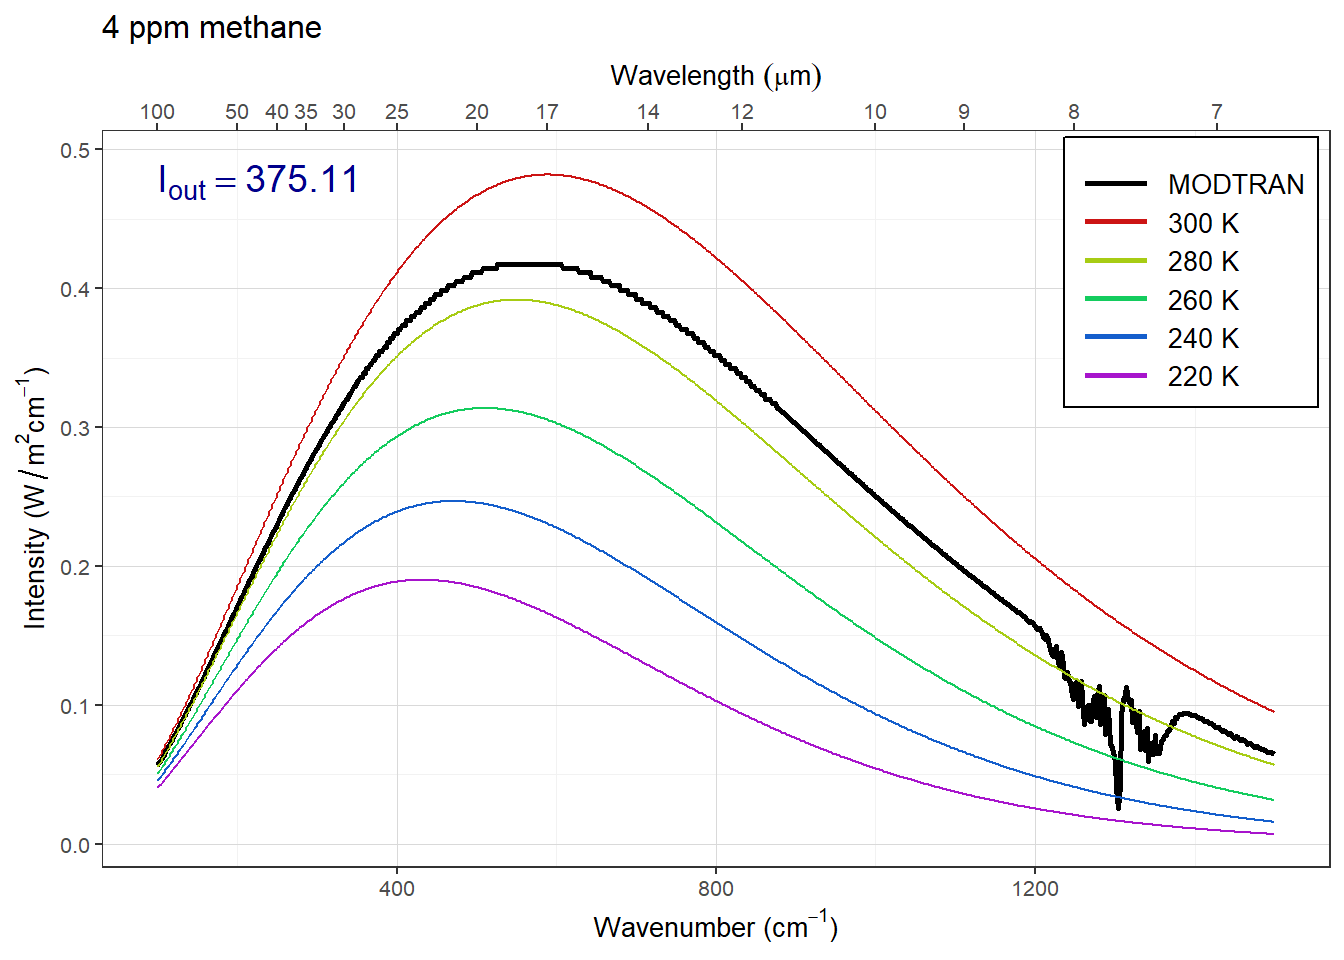 4 ppm methane
Wavelength (μm)
100 50 40 35 30 25 20 17 14 12 10 9 8 7
I_out = 375.11
MODTRAN
300 K
280 K
260 K
240 K
220 K
0.5
0.4
0.3
0.2
0.1
0.0
Intensity (W / m²cm⁻¹)
400 800 1200
Wavenumber (cm⁻¹)